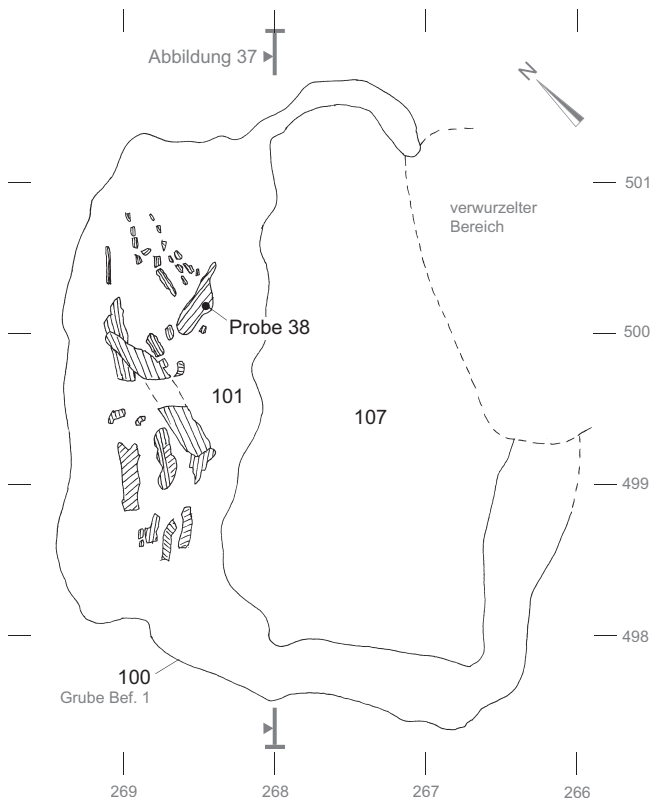 Abbildung 37
N
501
verwurzelter
Bereich
500
Probe 38
101
107
499
498
100
Grube Bef. 1
269
268
267
266